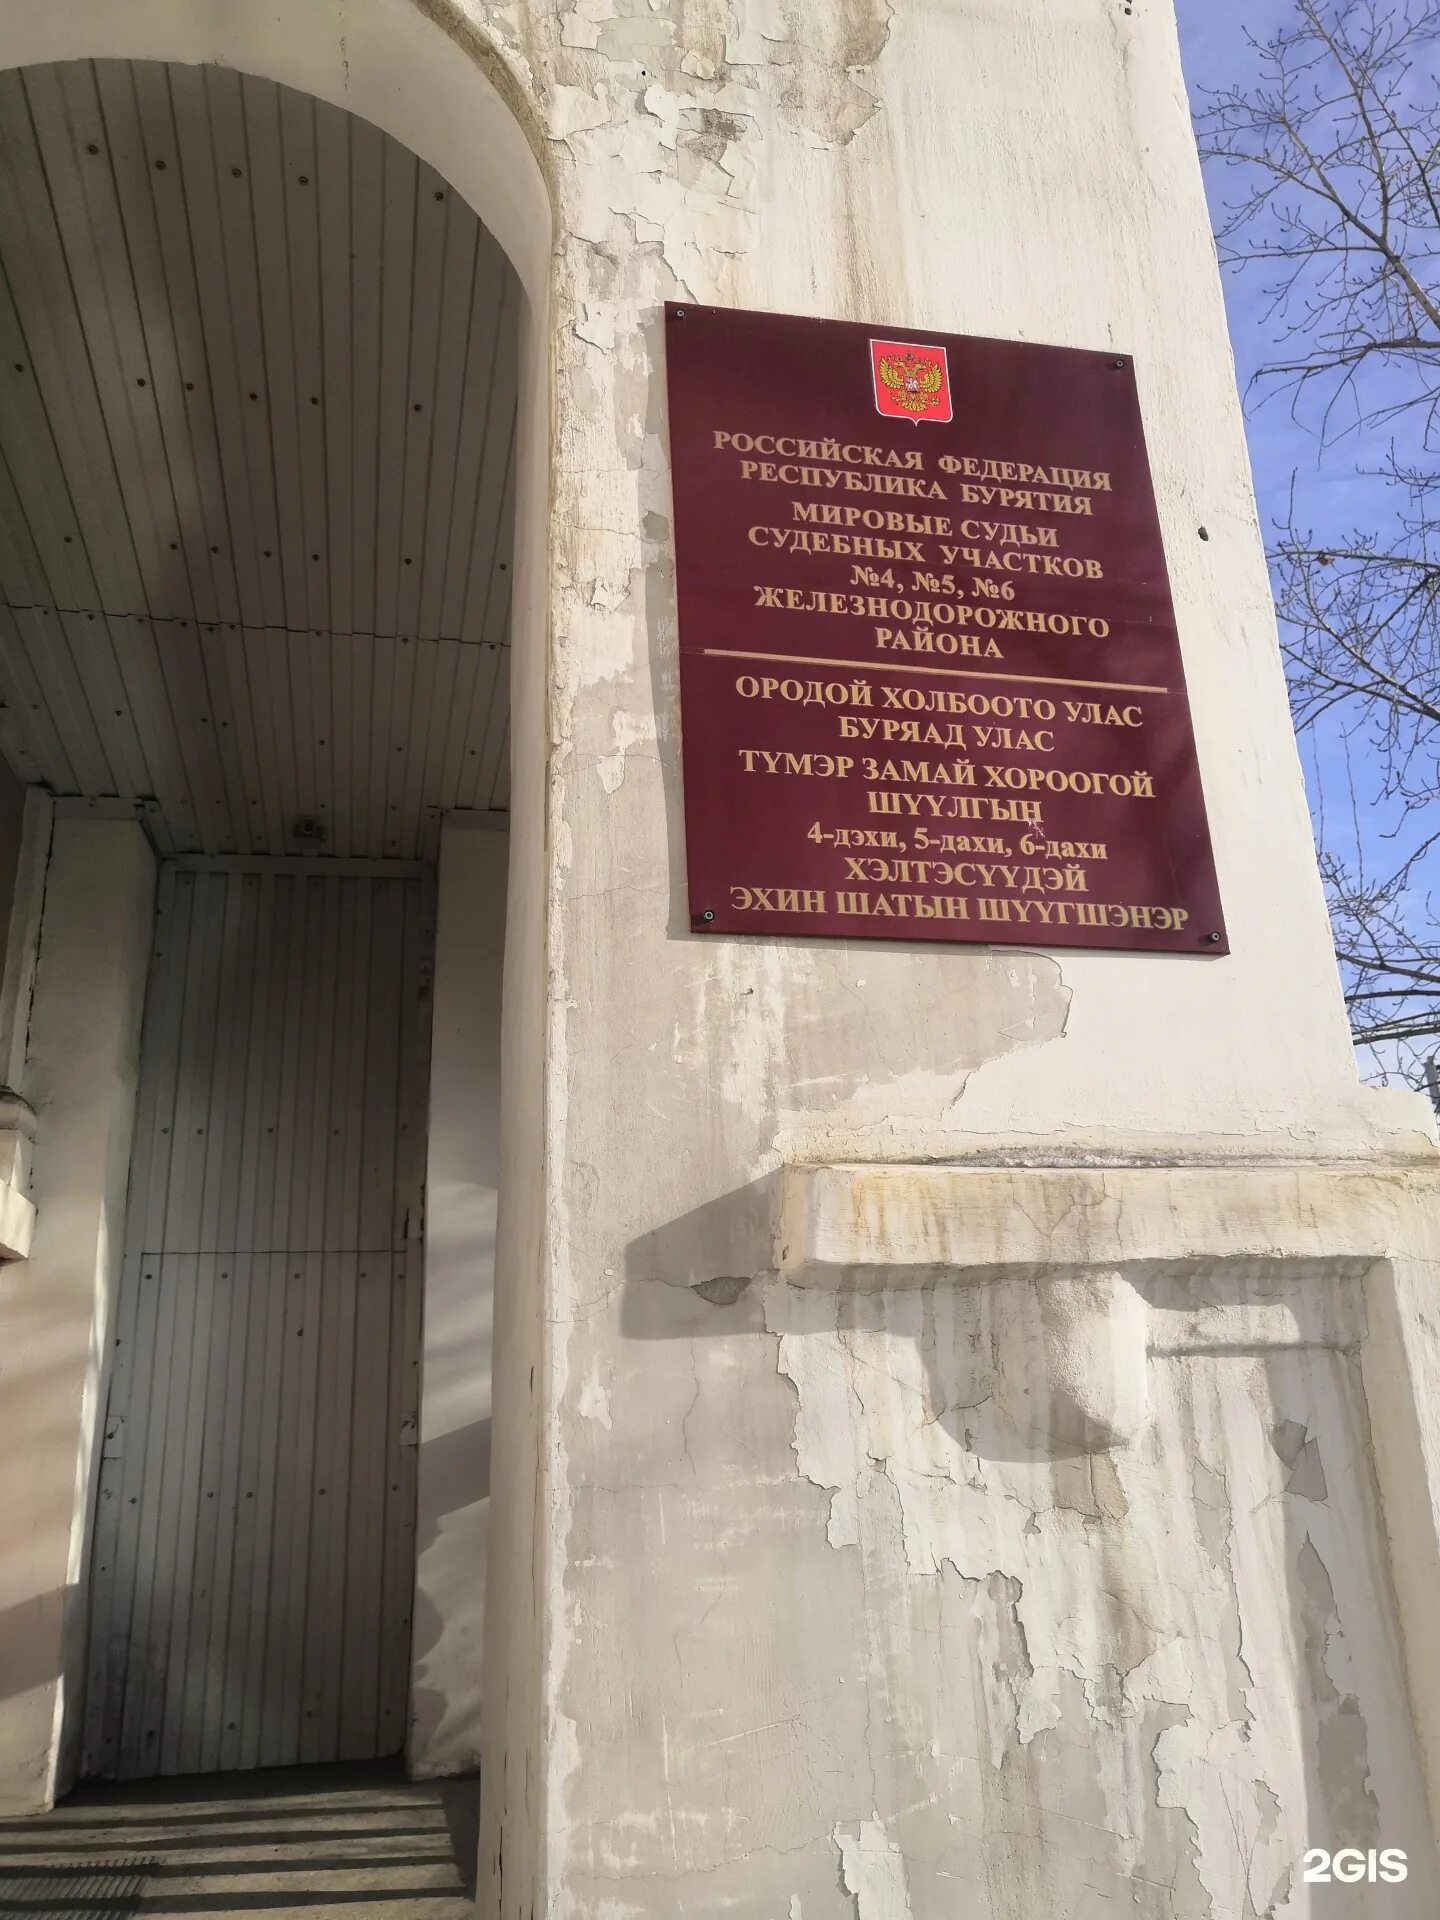 РОССИЙСКАЯ ФЕДЕРАЦИЯ
РЕСПУБЛИКА БУРЯТИЯ
МИРОВЫЕ СУДЬИ
СУДЕБНЫХ УЧАСТКОВ
№4, №5, №6
ЖЕЛЕЗНОДОРОЖНОГО
РАЙОНА
ОРОДОЙ ХОЛБООТО УЛАС
БУРЯАД УЛАС
ТҮМЭР ЗАМАЙ ХОРООГОЙ
ШҮҮЛГЫН
4-дэхи, 5-дахи, 6-дахи
ХЭЛТЭСҮҮДЭЙ
ЭХИН ШАТЫН ШҮҮГШЭНЭР
2GIS